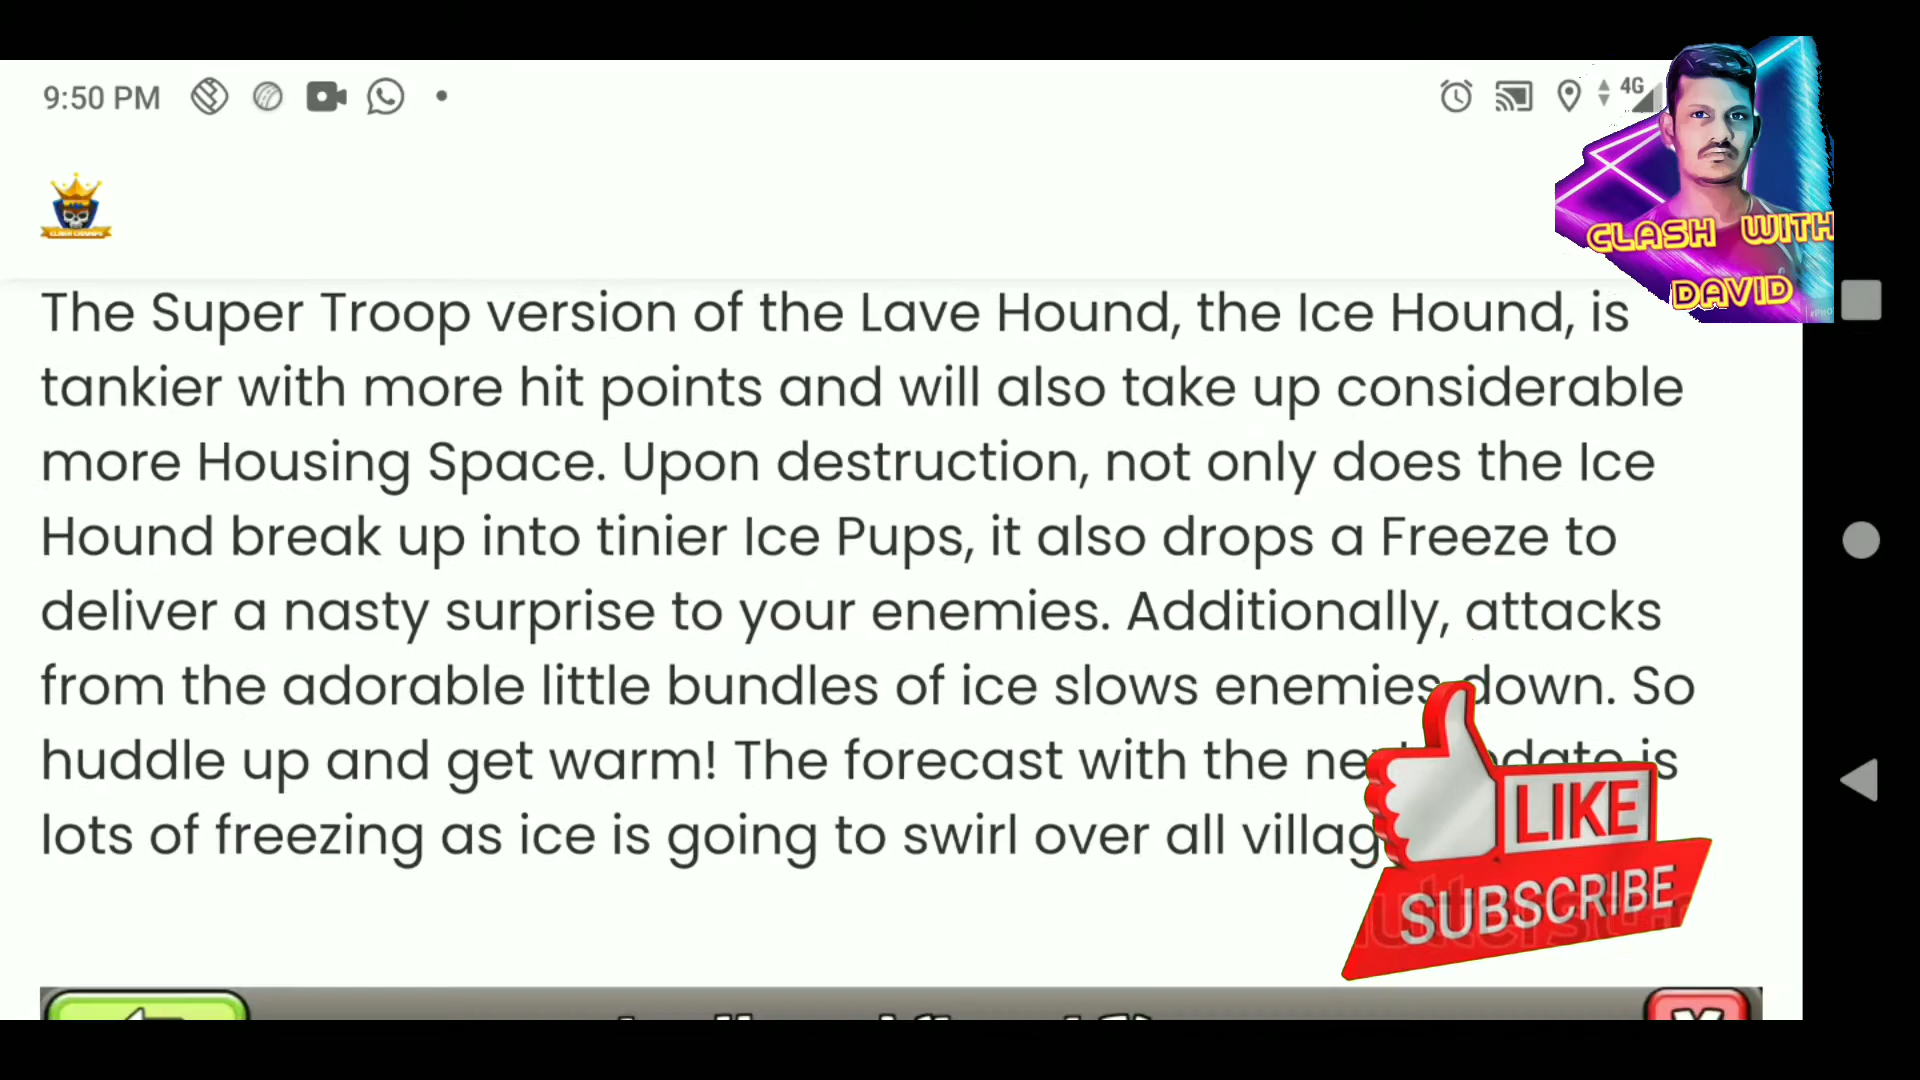 9:50 PM
4G
CLASH WITH
DAVID
The Super Troop version of the Lave Hound, the Ice Hound, is
tankier with more hit points and will also take up considerable
more Housing Space. Upon destruction, not only does the Ice
Hound break up into tinier Ice Pups, it also drops a Freeze to
deliver a nasty surprise to your enemies. Additionally, attacks
from the adorable little bundles of ice slows enemies down. So
huddle up and get warm! The forecast with the is
lots of freezing as ice is going to swirl over all
LIKE
SUBSCRIBE